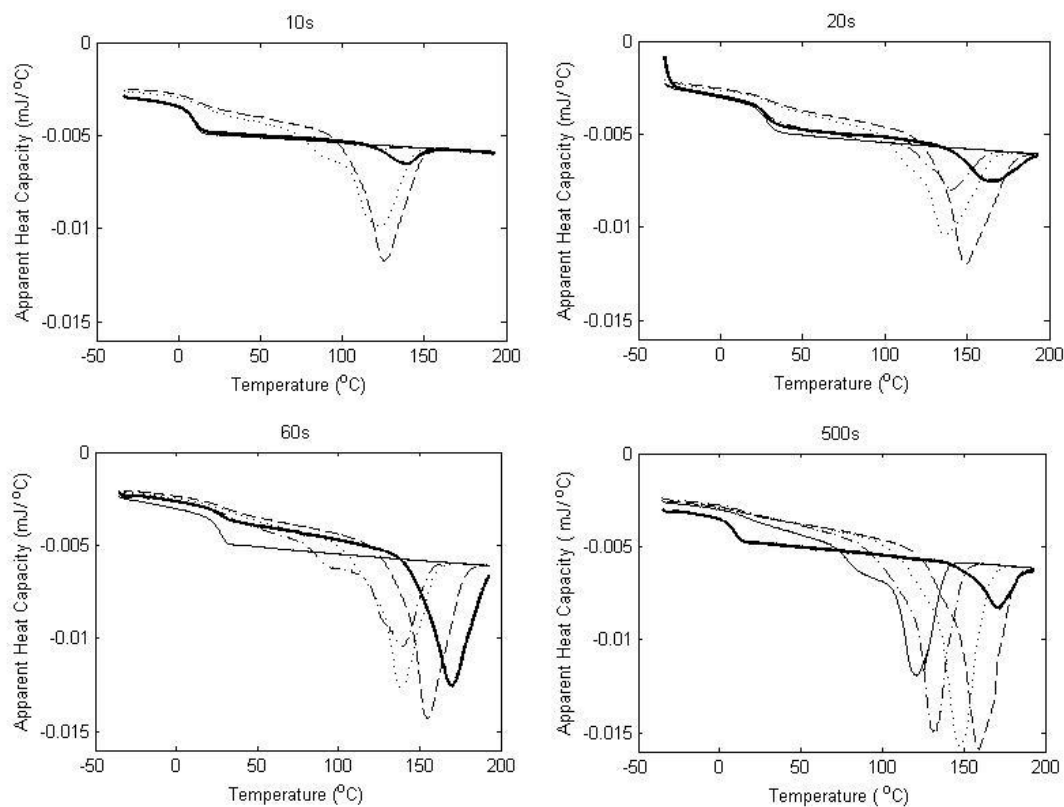 10s
0
-0.005
-0.01
-0.015
-50 0 50 100 150 200
Temperature (°C)
Apparent Heat Capacity (mJ/°C)
20s
0
-0.005
-0.01
-0.015
-50 0 50 100 150 200
Temperature (°C)
Apparent Heat Capacity (mJ/°C)
60s
0
-0.005
-0.01
-0.015
-50 0 50 100 150 200
Temperature (°C)
Apparent Heat Capacity (mJ/°C)
500s
0
-0.005
-0.01
-0.015
-50 0 50 100 150 200
Temperature ( °C)
Apparent Heat Capacity ( mJ/°C)